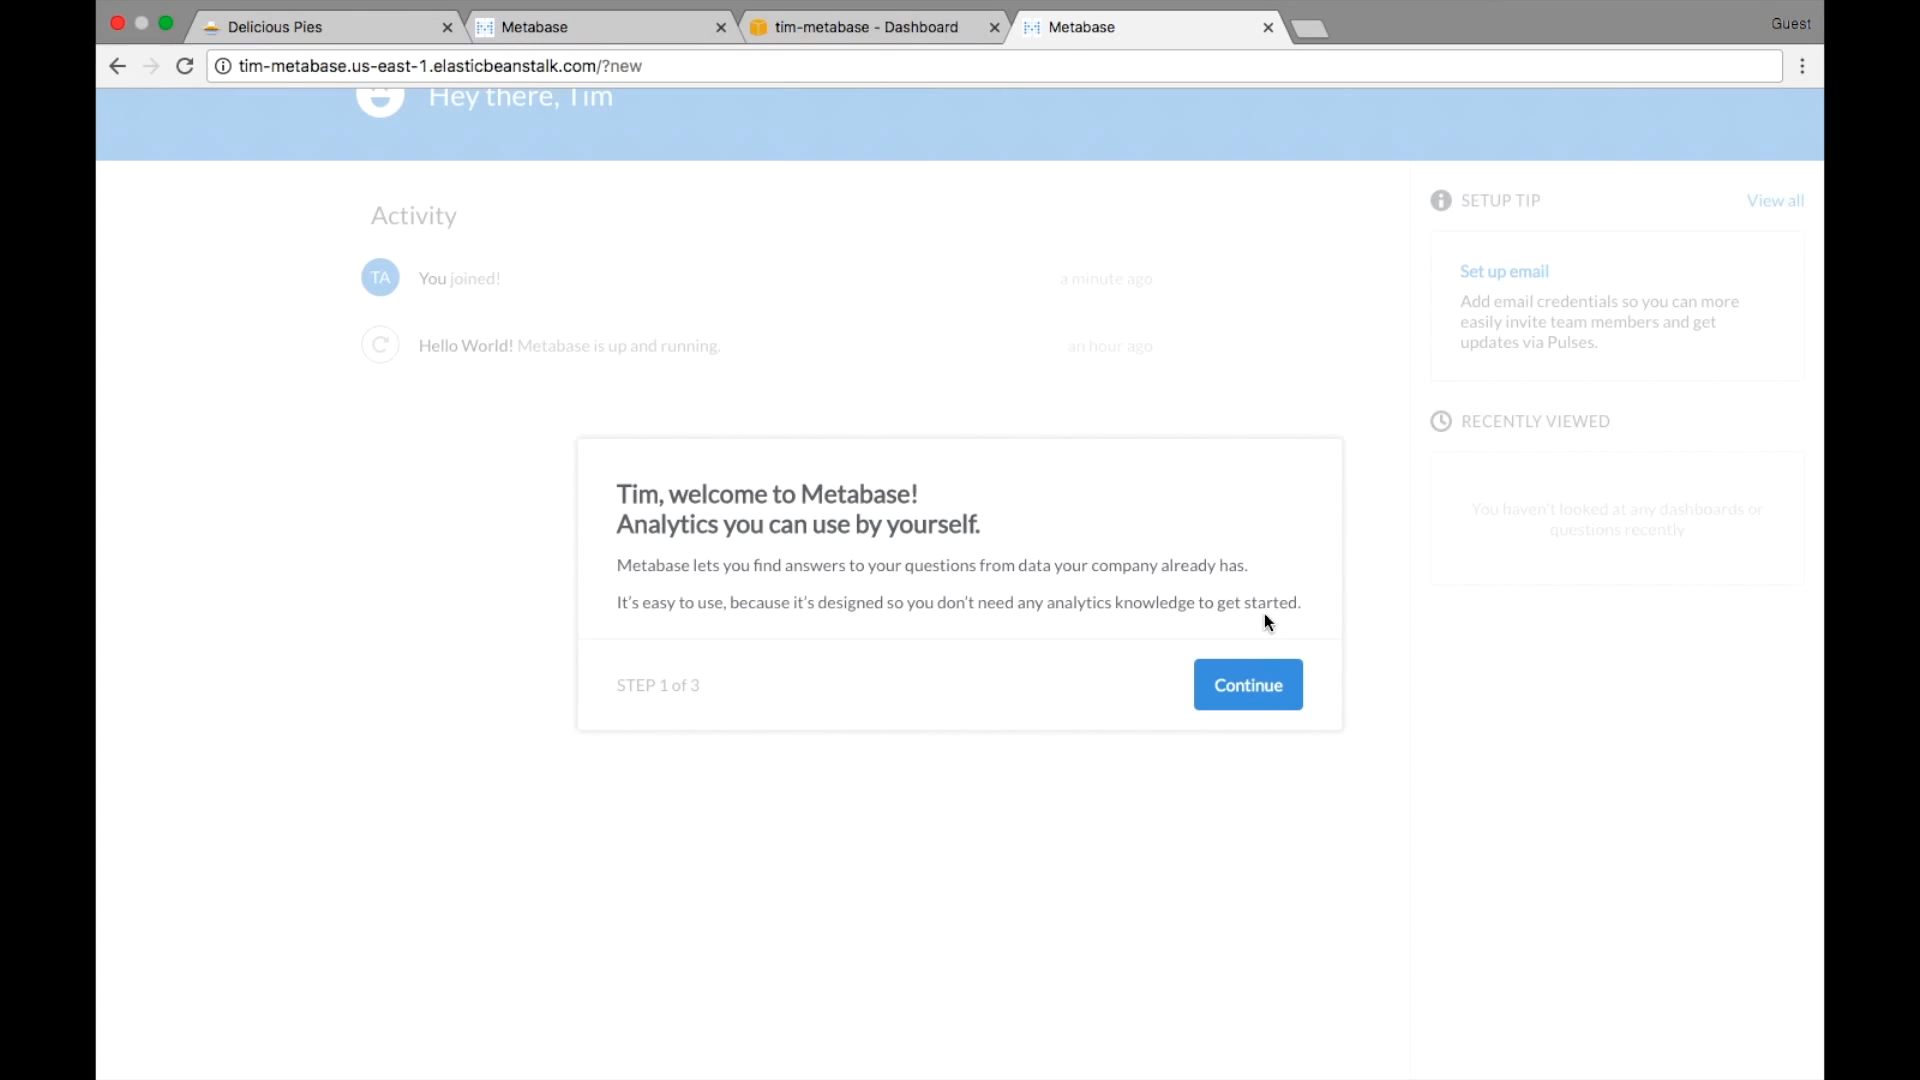 Delicious Pies
Metabase
tim-metabase - Dashboard
Metabase
Guest
tim-metabase.us-east-1.elasticbeanstalk.com/?new
Hey there, Tim
Activity
TA
You joined!
a minute ago
Hello World! Metabase is up and running.
an hour ago
SETUP TIP
View all
Set up email
Add email credentials so you can more
easily invite team members and get
updates via Pulses.
RECENTLY VIEWED
You haven't looked at any dashboards or
questions recently
Tim, welcome to Metabase!
Analytics you can use by yourself.
Metabase lets you find answers to your questions from data your company already has.
It's easy to use, because it's designed so you don't need any analytics knowledge to get started.
STEP 1 of 3
Continue